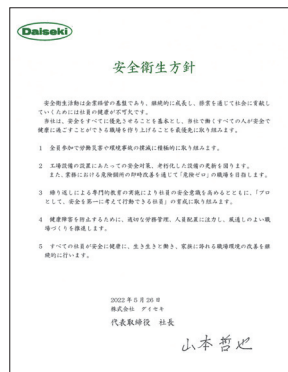 Daiseki
安全衛生方針
安全衛生活動は企業経営の基盤であり、継続的に成長し、務業を通じて社会に貢献し
ていくためには社員の健康が不可欠です。
当社は、安全をすべてに優先させることを基本とし、当社で働くすべての人が安全で
健康に過ごすことができる職場を作り上げることを最優先に取り組みます。
1 全員参加で労働災害や環境事故の撲滅に積極的に取り組みます。
2 工場設備の設置にあたっての安全対策、老朽化した設備の更新を図ります。
また、業務における危険個所の即時改善を通じて「危険ゼロ」の職場を目指します。
3 繰り返しによる専門的教育の実施により社員の安全意識を高めるとともに、「プロ
として、安全を第一に考えて行動できる社員」の育成に取り組みます。
4 健康障害を防止するために、適切な労務管理、人員配置に注力し、風通しのよい職
場づくりを推進します。
5 すべての社員が安全に健康に、生き生きと働き、家族に誇れる職場環境の改善を継
続的に行います。
2022年5月26日
株式会社 ダイセキ
代表取締役 社長
山本哲也